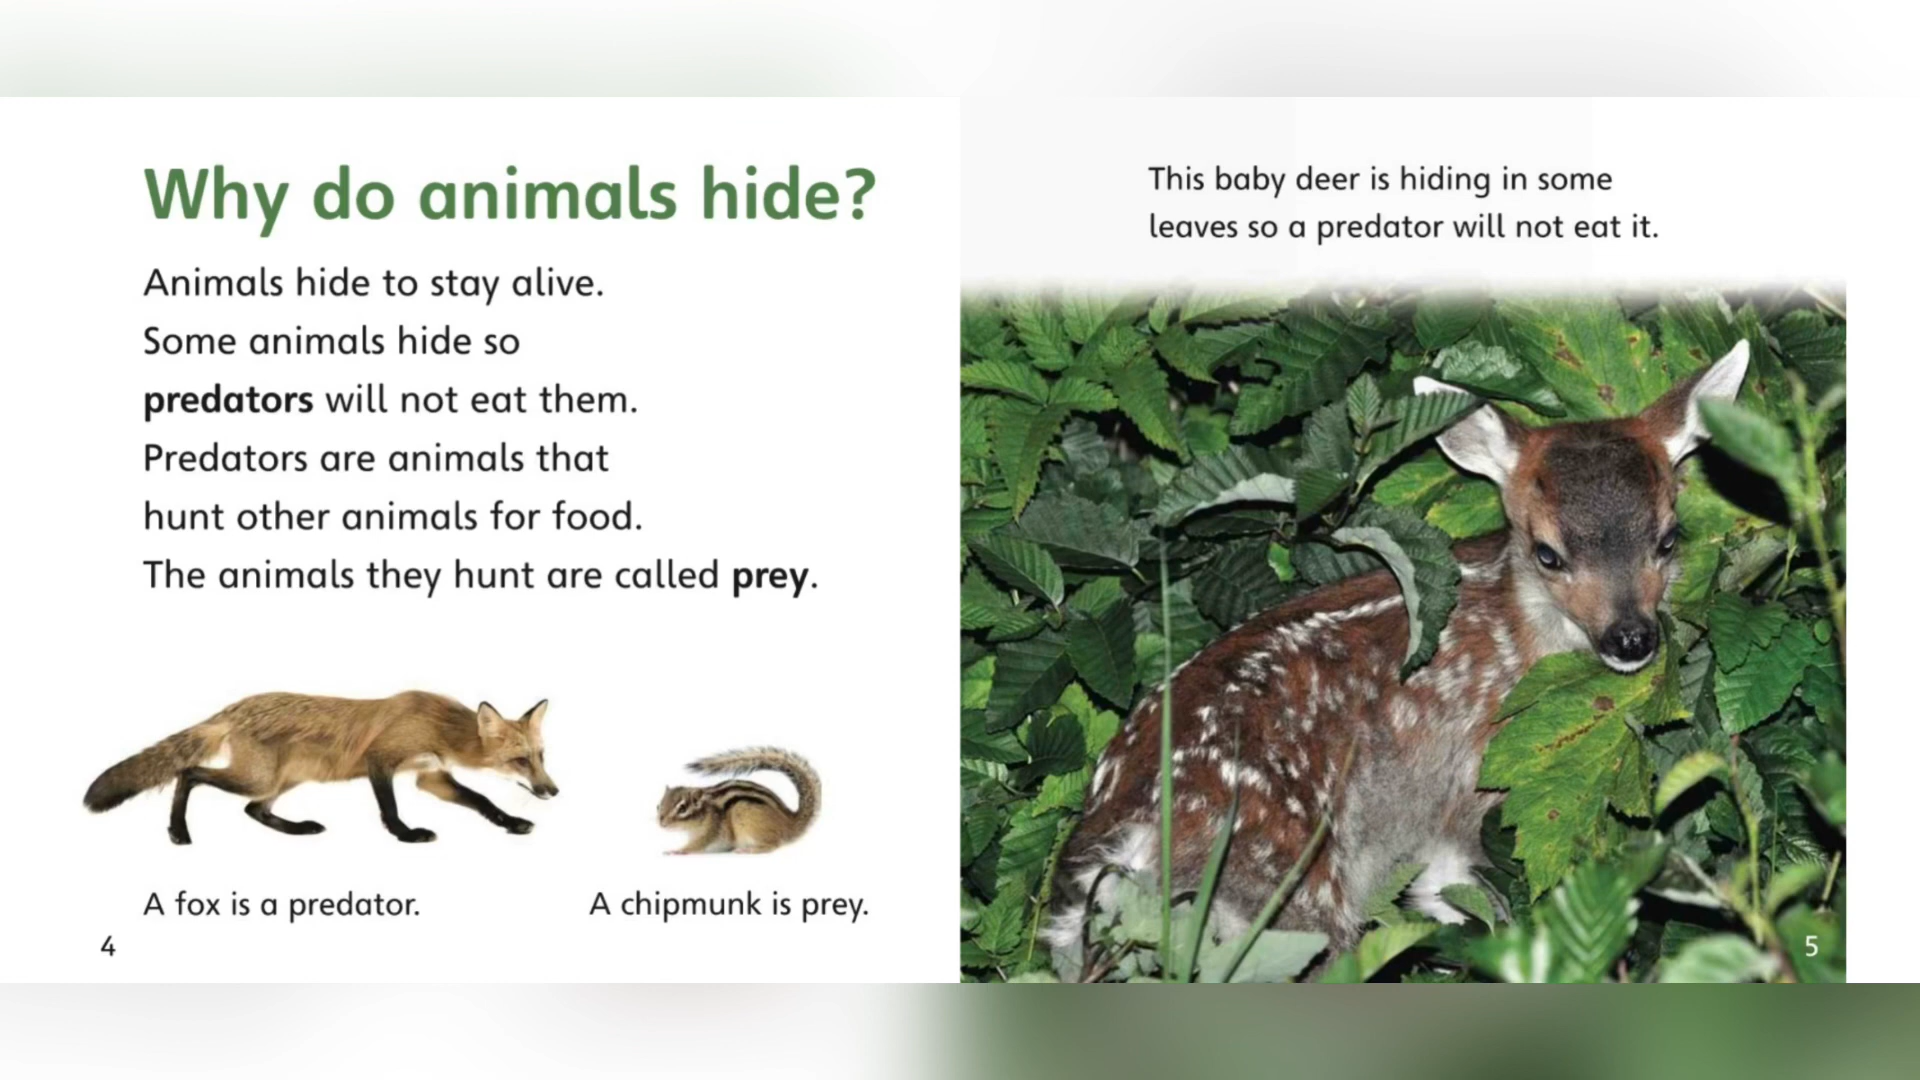 Why do animals hide?
Animals hide to stay alive.
Some animals hide so
predators will not eat them.
Predators are animals that
hunt other animals for food.
The animals they hunt are called prey.
A fox is a predator.
A chipmunk is prey.
4
This baby deer is hiding in some
leaves so a predator will not eat it.
5